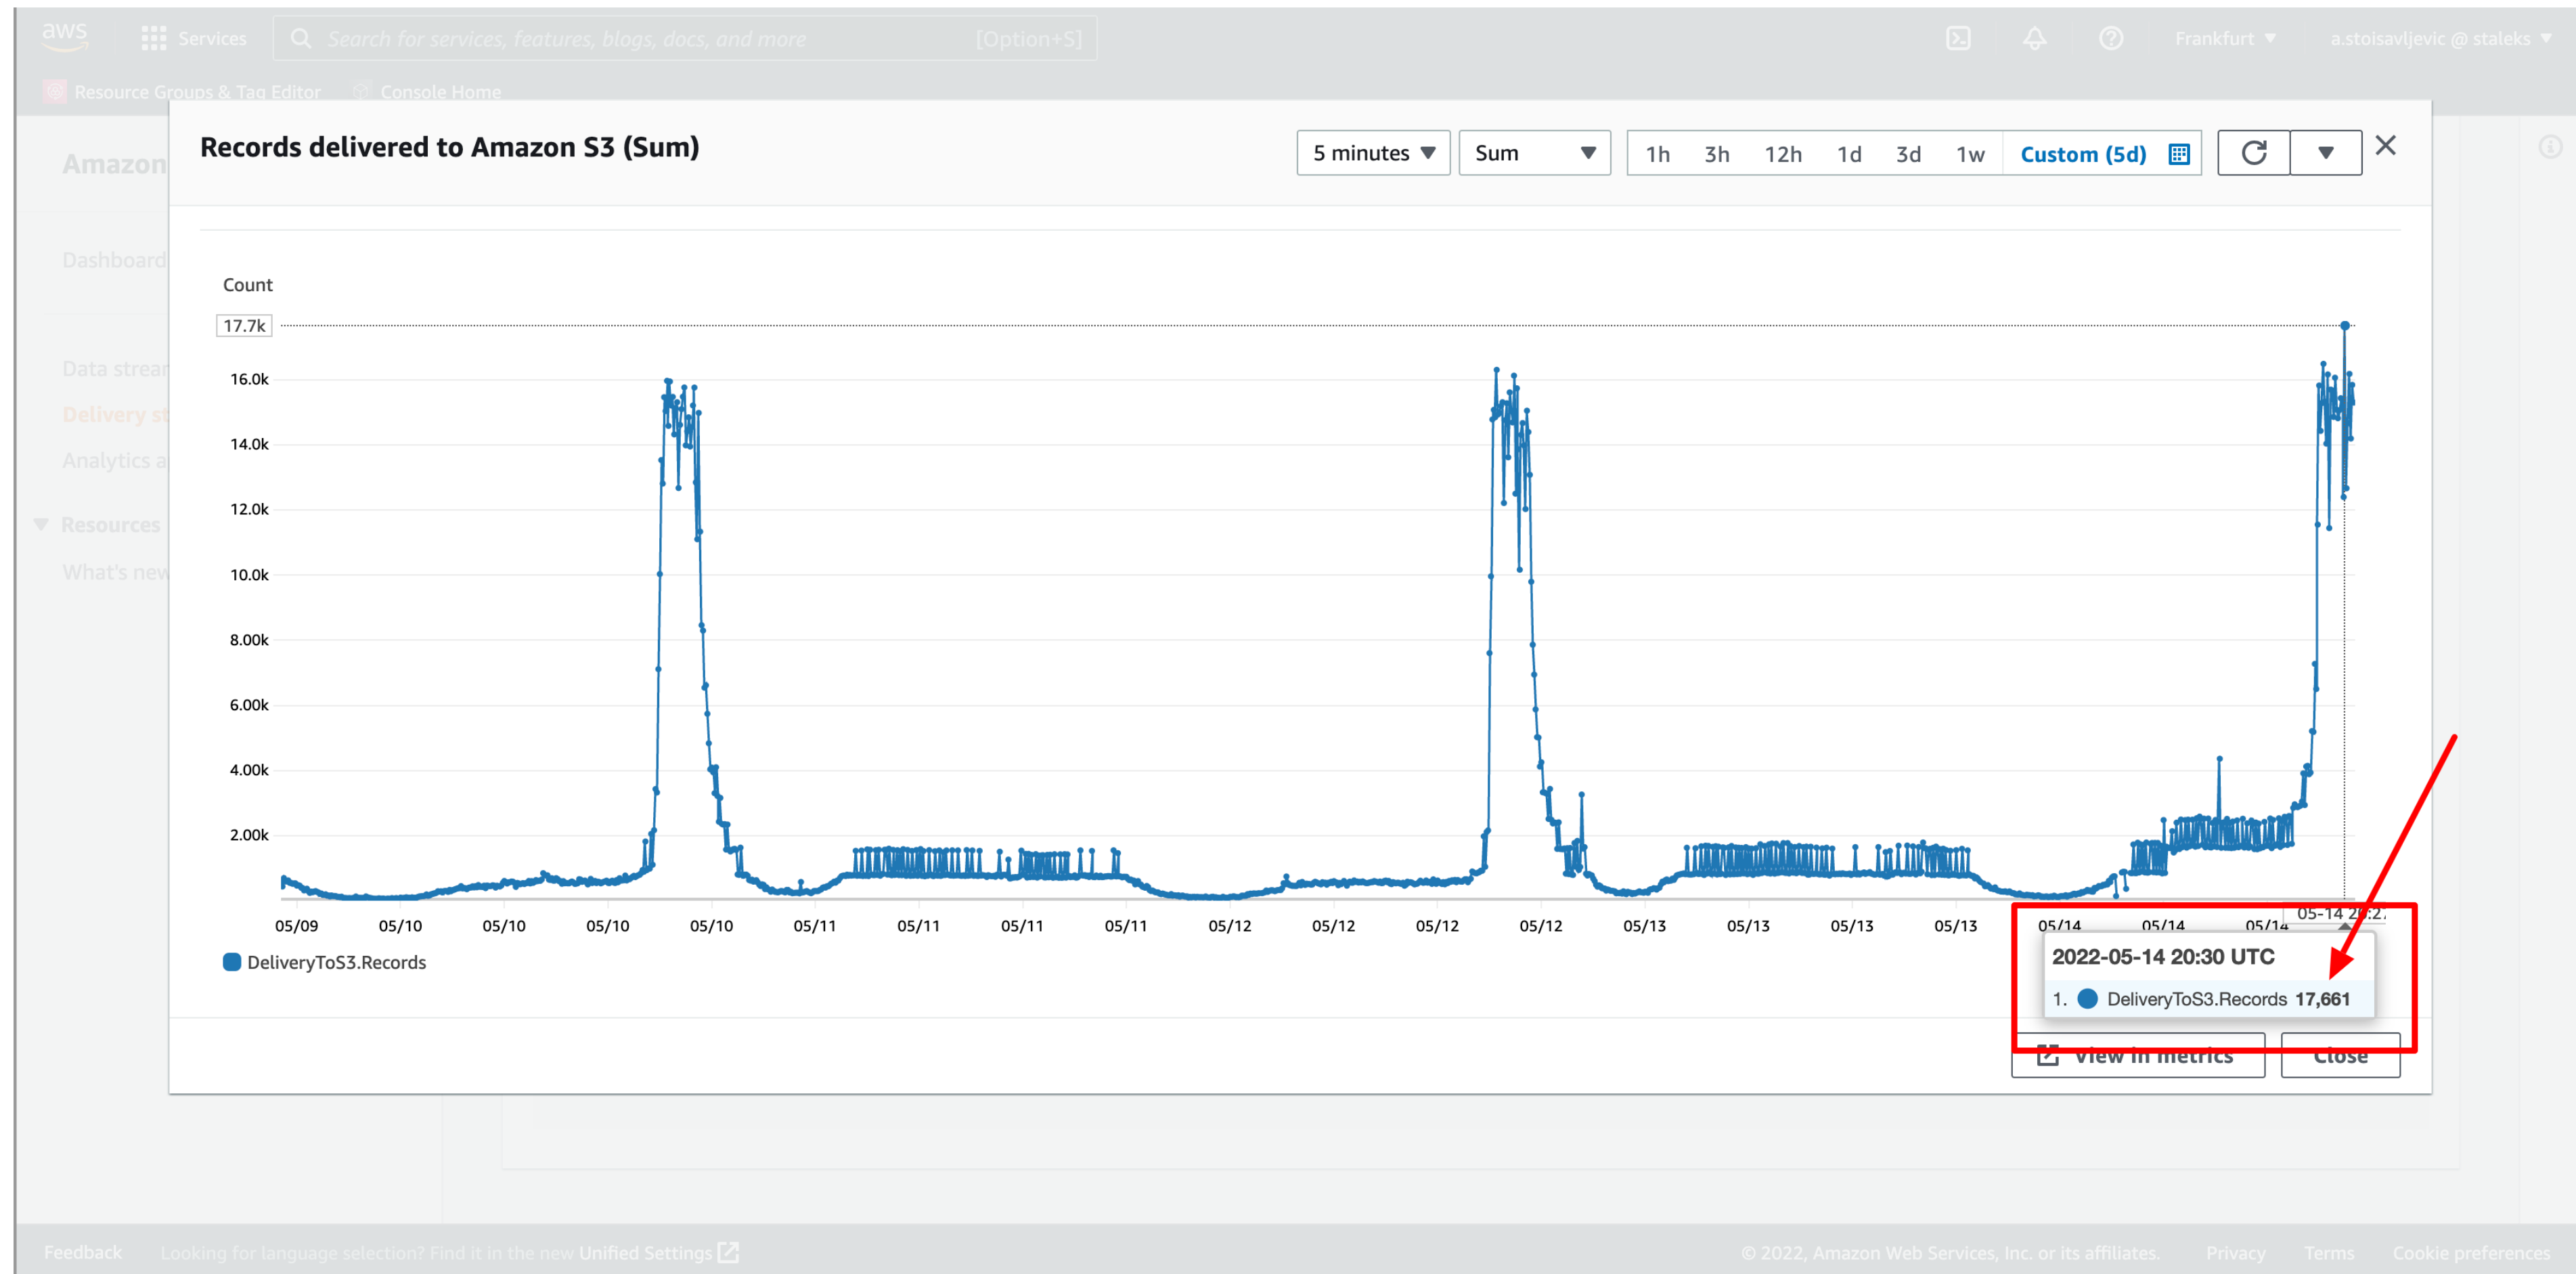 aws
Services
Search for services, features, blogs, docs, and more
[Option+S]
Frankfurt
a.stoisavljevic @ staleks
Resource Groups & Tag Editor
Console Home
Amazon
Records delivered to Amazon S3 (Sum)
5 minutes
Sum
1h
3h
12h
1d
3d
1w
Custom (5d)
Dashboard
Data strear
Delivery st
Analytics a
Resources
What's new
Count
17.7k
16.0k
14.0k
12.0k
10.0k
8.00k
6.00k
4.00k
2.00k
05/09
05/10
05/10
05/10
05/10
05/11
05/11
05/11
05/11
05/12
05/12
05/12
05/12
05/13
05/13
05/13
05/13
05/14
05/14
05/14
05-14 20:27
DeliveryToS3.Records
2022-05-14 20:30 UTC
1. DeliveryToS3.Records 17,661
View in metrics
Close
Feedback
Looking for language selection? Find it in the new Unified Settings
© 2022, Amazon Web Services, Inc. or its affiliates.
Privacy
Terms
Cookie preferences